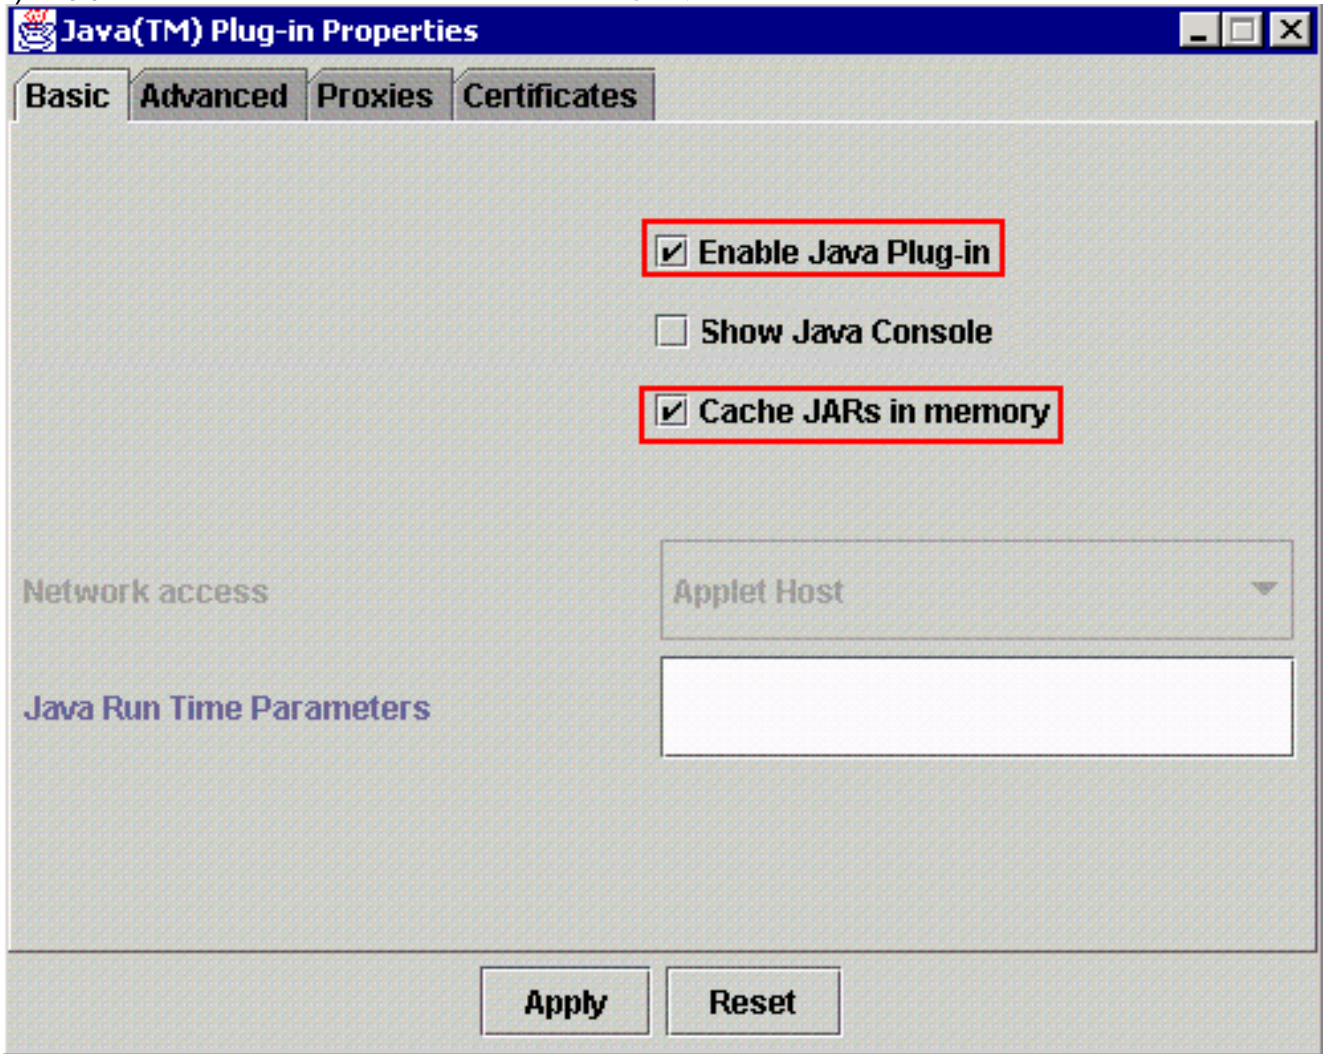 Java(TM) Plug-in Properties
Basic Advanced Proxies Certificates
Enable Java Plug-in
Show Java Console
Cache JARs in memory
Network access Applet Host
Java Run Time Parameters
Apply Reset